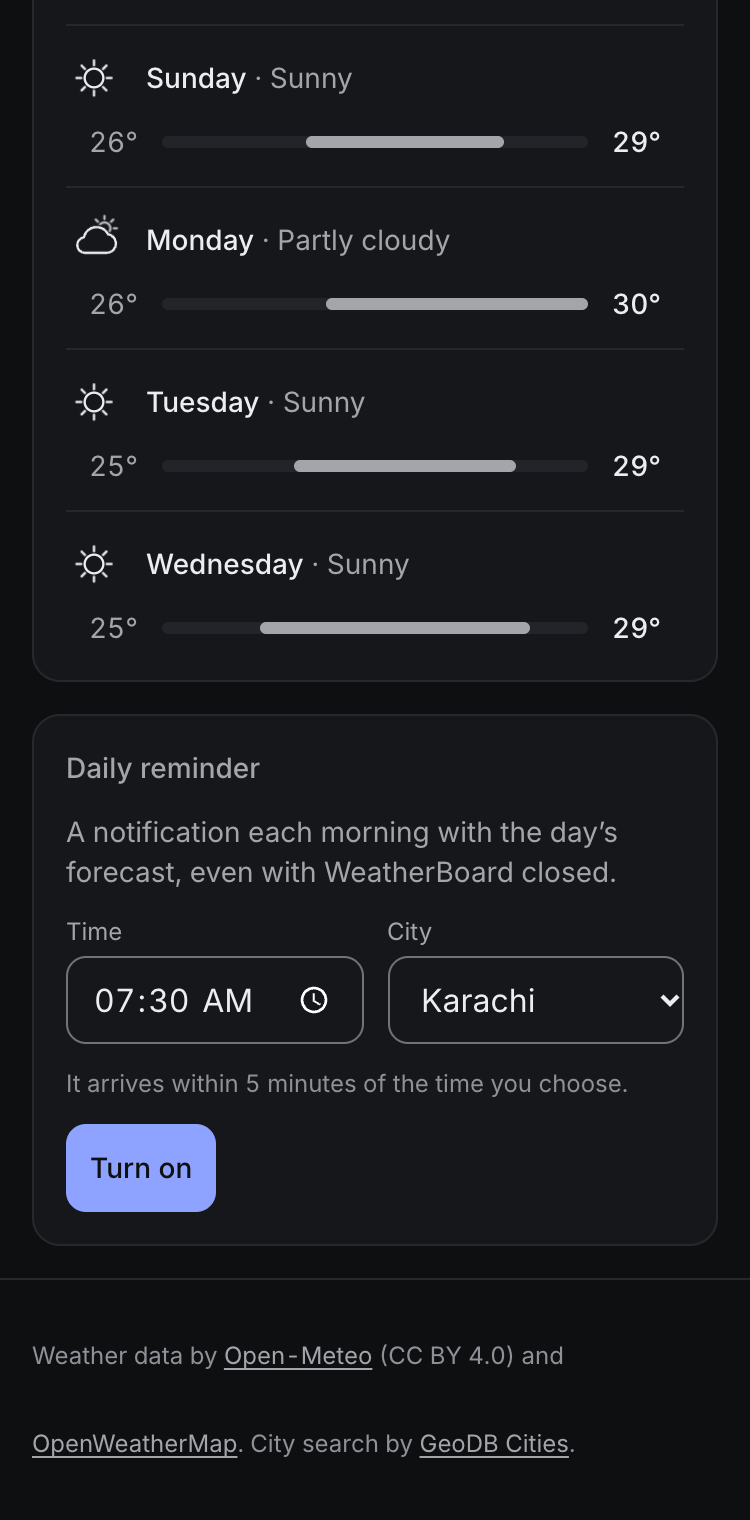 Sunday · Sunny
26° 29°
Monday · Partly cloudy
26° 30°
Tuesday · Sunny
25° 29°
Wednesday · Sunny
25° 29°
Daily reminder
A notification each morning with the day’s
forecast, even with WeatherBoard closed.
Time City
07:30 AM Karachi
It arrives within 5 minutes of the time you choose.
Turn on
Weather data by Open-Meteo (CC BY 4.0) and
OpenWeatherMap. City search by GeoDB Cities.